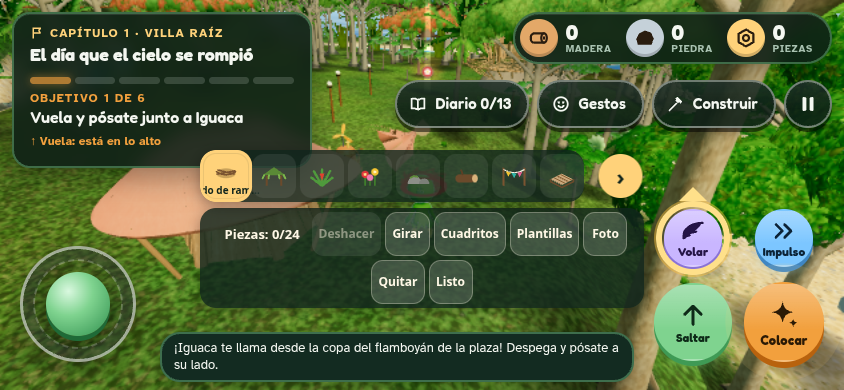 CAPÍTULO 1 · VILLA RAÍZ
El día que el cielo se rompió
OBJETIVO 1 DE 6
Vuela y pósate junto a Iguaca
↑ Vuela: está en lo alto
0 MADERA
0 PIEDRA
0 PIEZAS
Diario 0/13
Gestos
Construir
do de ram
›
Piezas: 0/24
Deshacer
Girar
Cuadritos
Plantillas
Foto
Quitar
Listo
Volar
Impulso
Saltar
Colocar
¡Iguaca te llama desde la copa del flamboyán de la plaza! Despega y pósate a
su lado.